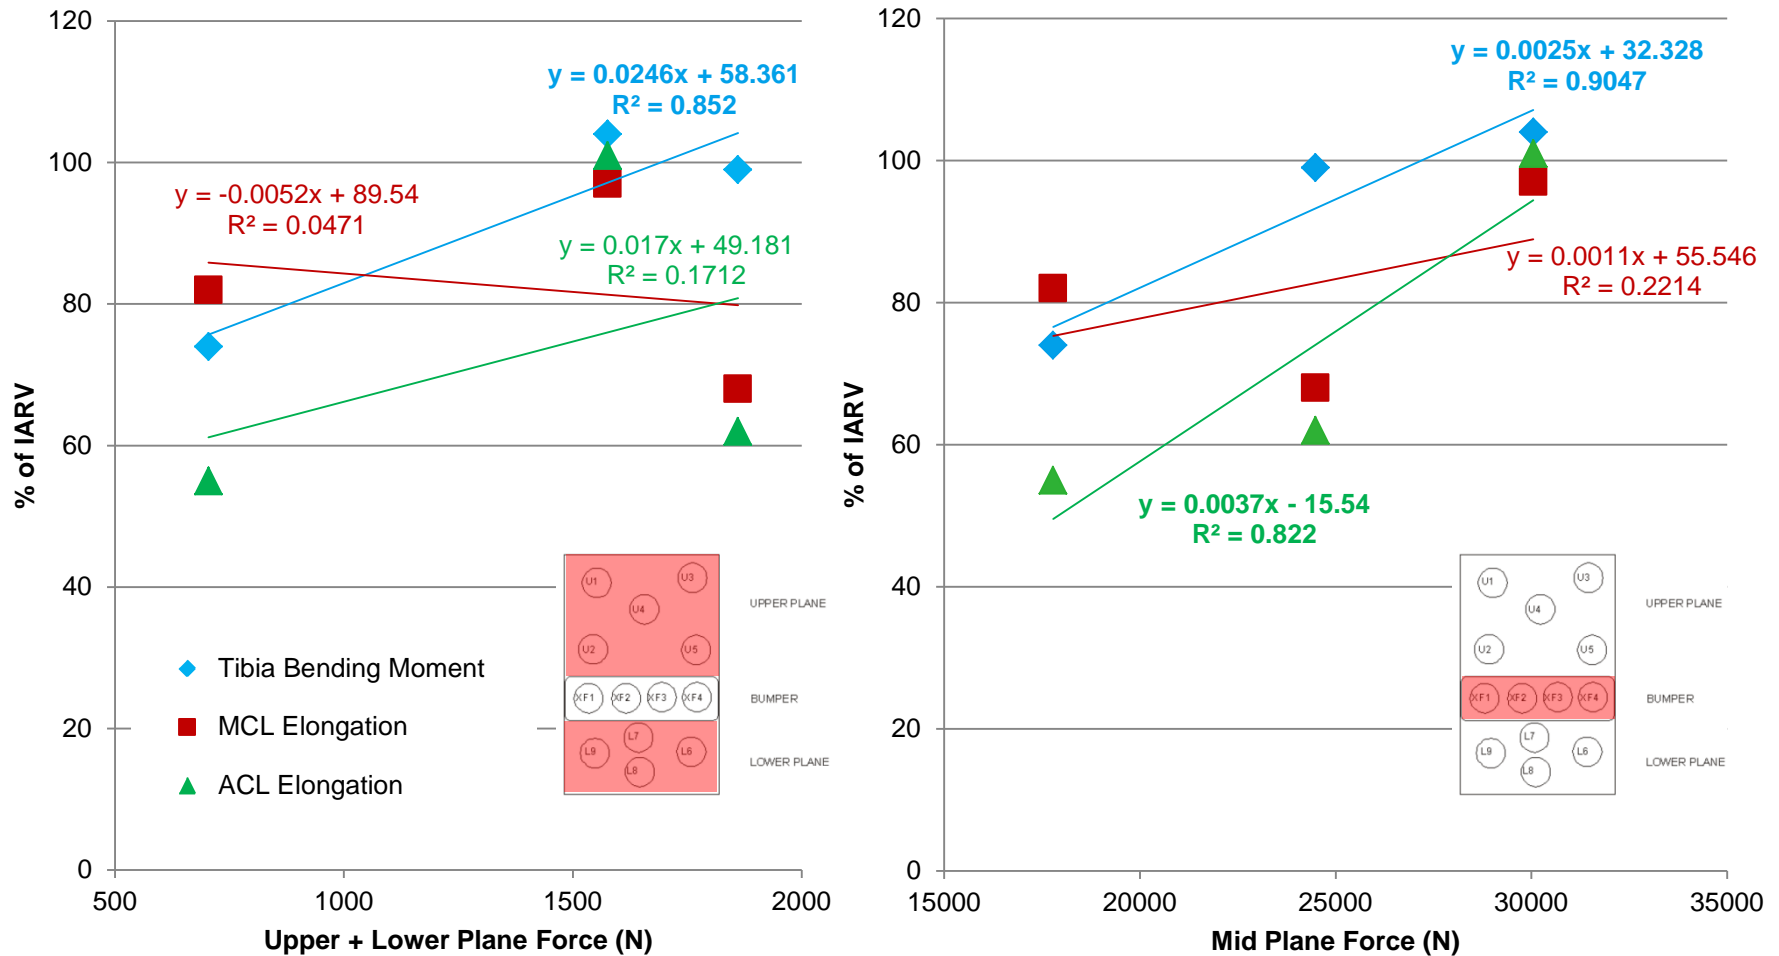 120
100
80
60
40
20
0
500
1000
1500
2000
% of IARV
Upper + Lower Plane Force (N)
y = 0.0246x + 58.361
R² = 0.852
y = -0.0052x + 89.54
R² = 0.0471
y = 0.017x + 49.181
R² = 0.1712
Tibia Bending Moment
MCL Elongation
ACL Elongation
U1
U3
U4
U2
U5
XF1 XF2 XF3 XF4
L7
L9
L6
L8
UPPER PLANE
BUMPER
LOWER PLANE
120
100
80
60
40
20
0
15000
20000
25000
30000
35000
% of IARV
Mid Plane Force (N)
y = 0.0025x + 32.328
R² = 0.9047
y = 0.0011x + 55.546
R² = 0.2214
y = 0.0037x - 15.54
R² = 0.822
U1
U3
U4
U2
U5
XF1 XF2 XF3 XF4
L7
L9
L6
L8
UPPER PLANE
BUMPER
LOWER PLANE